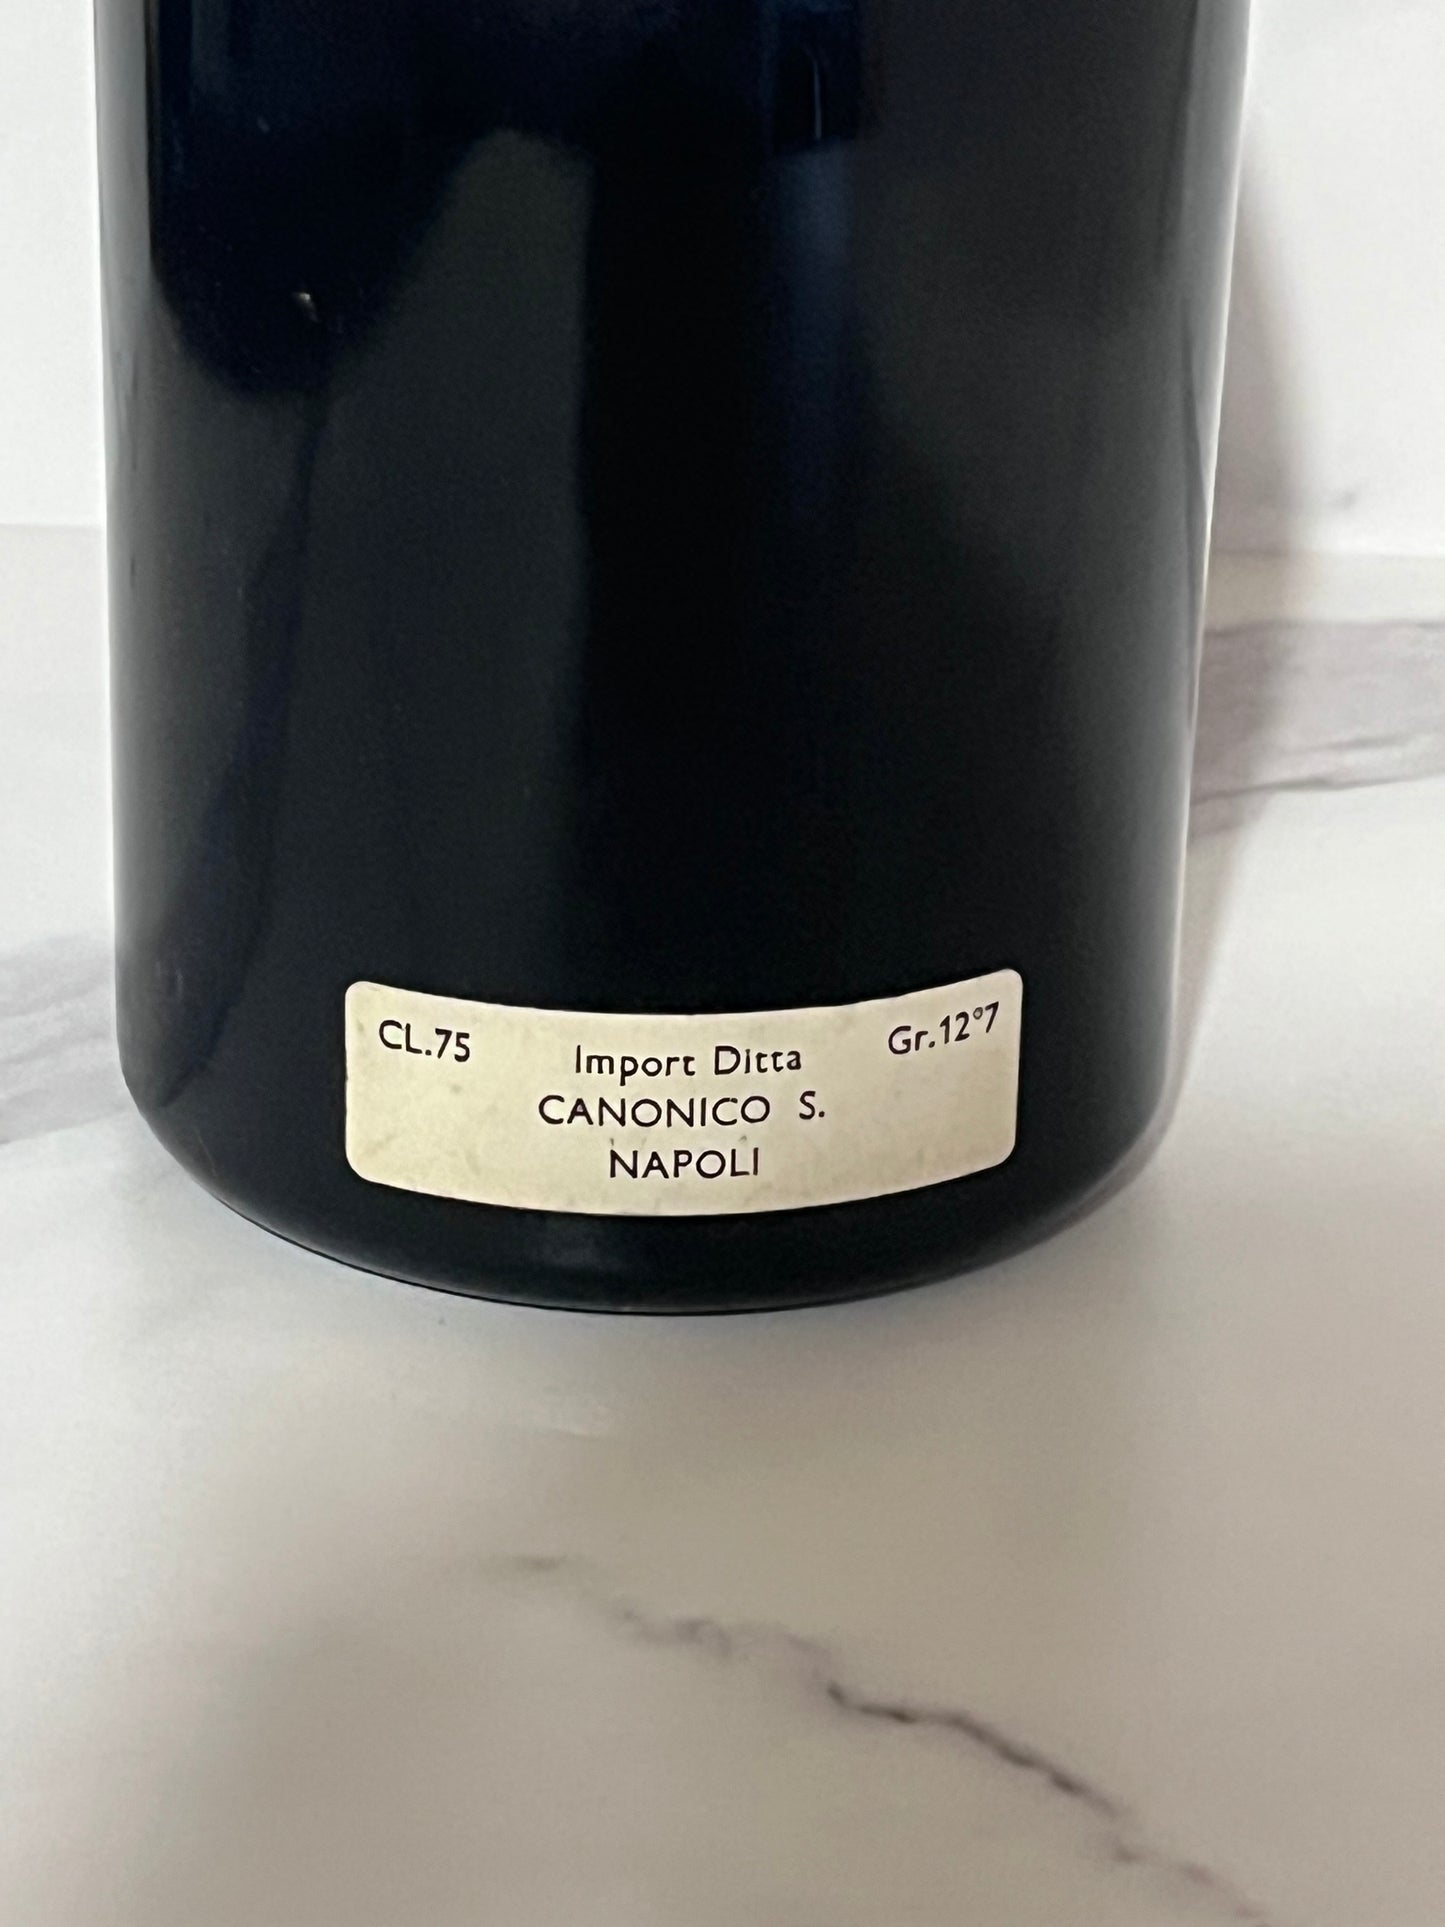 CL.75
Gr.12°7
Import Ditta
CANONICO S.
NAPOLI